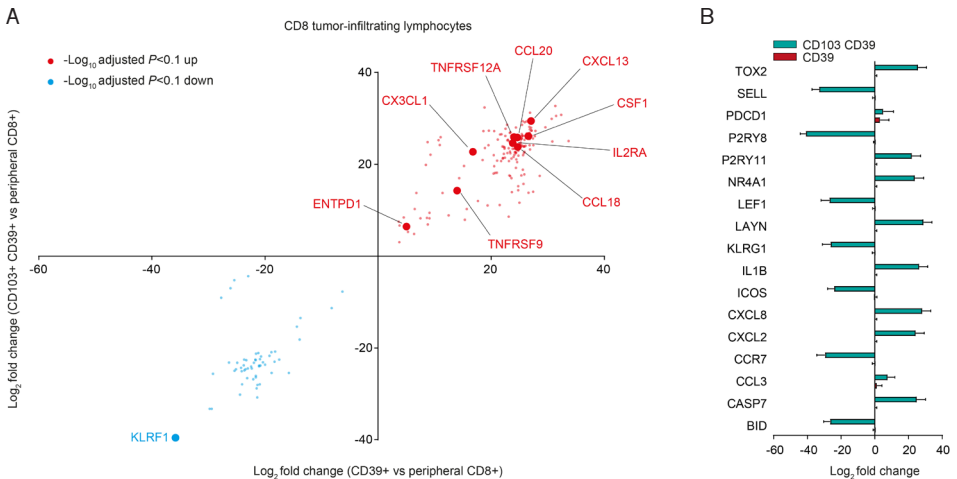 A
CD8 tumor-infiltrating lymphocytes
-Log10 adjusted P<0.1 up
-Log10 adjusted P<0.1 down
CCL20
TNFRSF12A
CXCL13
CX3CL1
CSF1
IL2RA
CCL18
ENTPD1
TNFRSF9
KLRF1
40
20
-20
-40
-60
-40
-20
0
20
40
Log2 fold change (CD103+ CD39+ vs peripheral CD8+)
Log2 fold change (CD39+ vs peripheral CD8+)
B
CD103 CD39
CD39
TOX2
SELL
PDCD1
P2RY8
P2RY11
NR4A1
LEF1
LAYN
KLRG1
IL1B
ICOS
CXCL8
CXCL2
CCR7
CCL3
CASP7
BID
-60 -40 -20 0 20 40
Log2 fold change